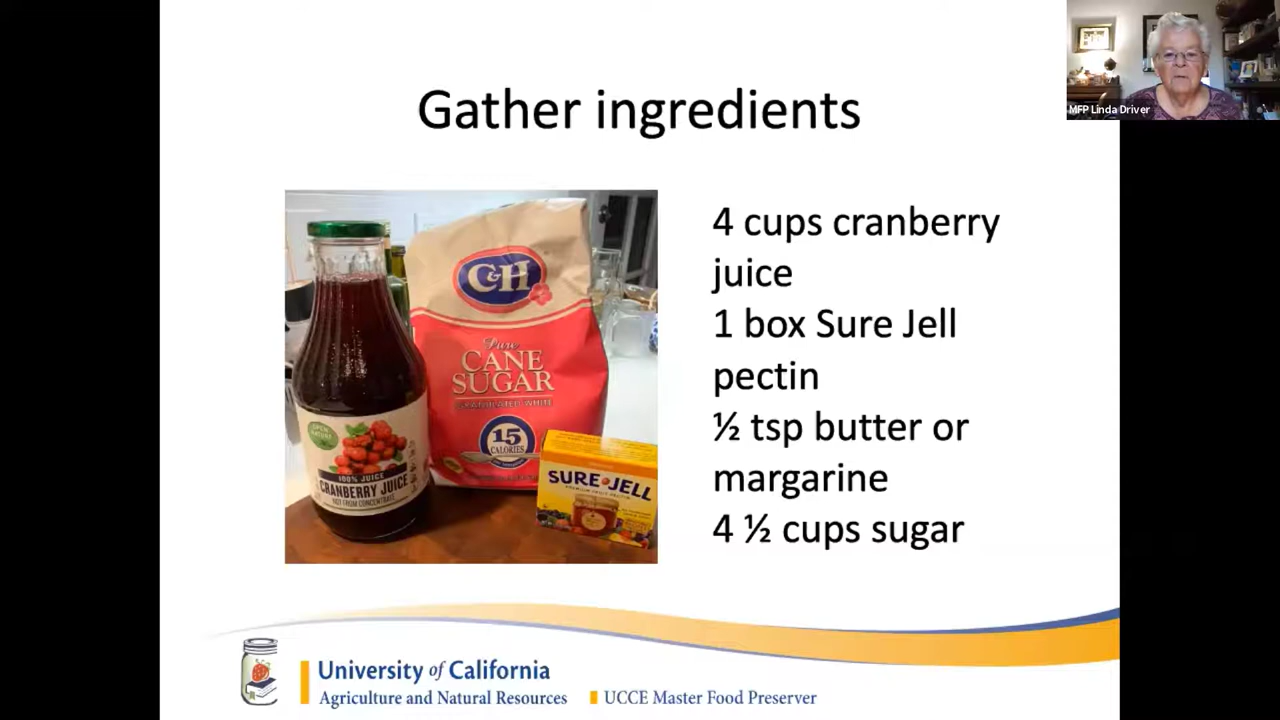 MFP Linda Driver
Gather ingredients
C&H
Pure
CANE
SUGAR
GRANULATED WHITE
15
CALORIES
100% JUICE
CRANBERRY JUICE
NOT FROM CONCENTRATE
SURE JELL
PREMIUM FRUIT PECTIN
4 cups cranberry
juice
1 box Sure Jell
pectin
½ tsp butter or
margarine
4 ½ cups sugar
University of California
Agriculture and Natural Resources
UCCE Master Food Preserver